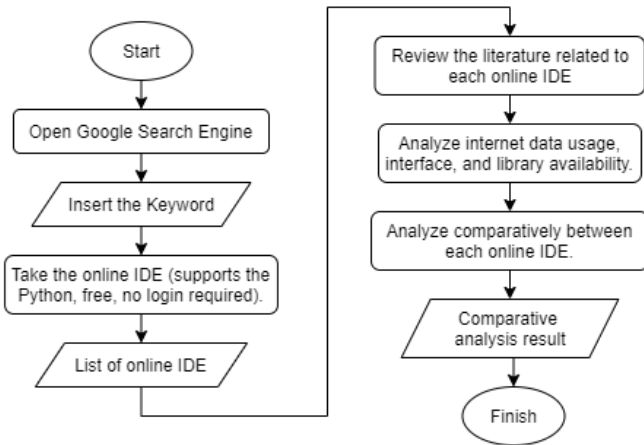 Start
Open Google Search Engine
Insert the Keyword
Take the online IDE (supports the
Python, free, no login required).
List of online IDE
Review the literature related to
each online IDE
Analyze internet data usage,
interface, and library availability.
Analyze comparatively between
each online IDE.
Comparative
analysis result
Finish